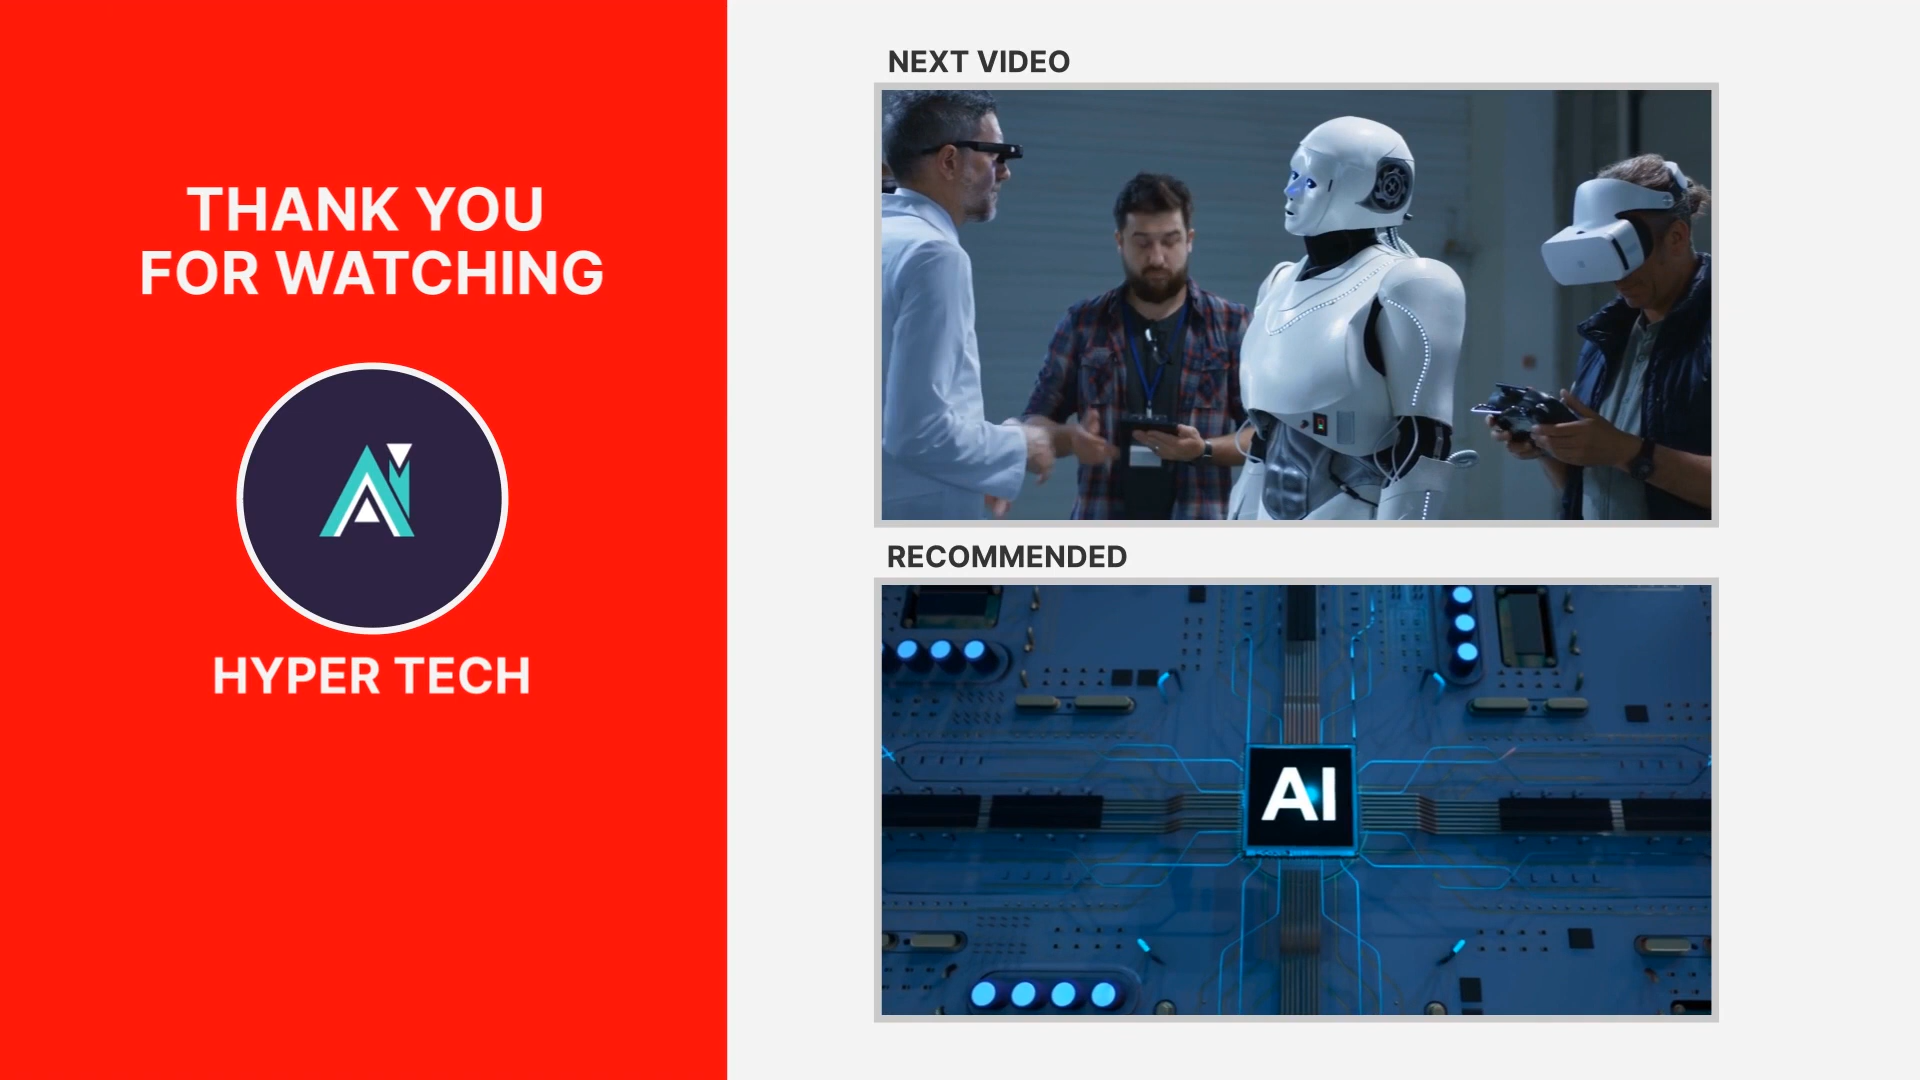 THANK YOU
FOR WATCHING
HYPER TECH
NEXT VIDEO
RECOMMENDED
AI